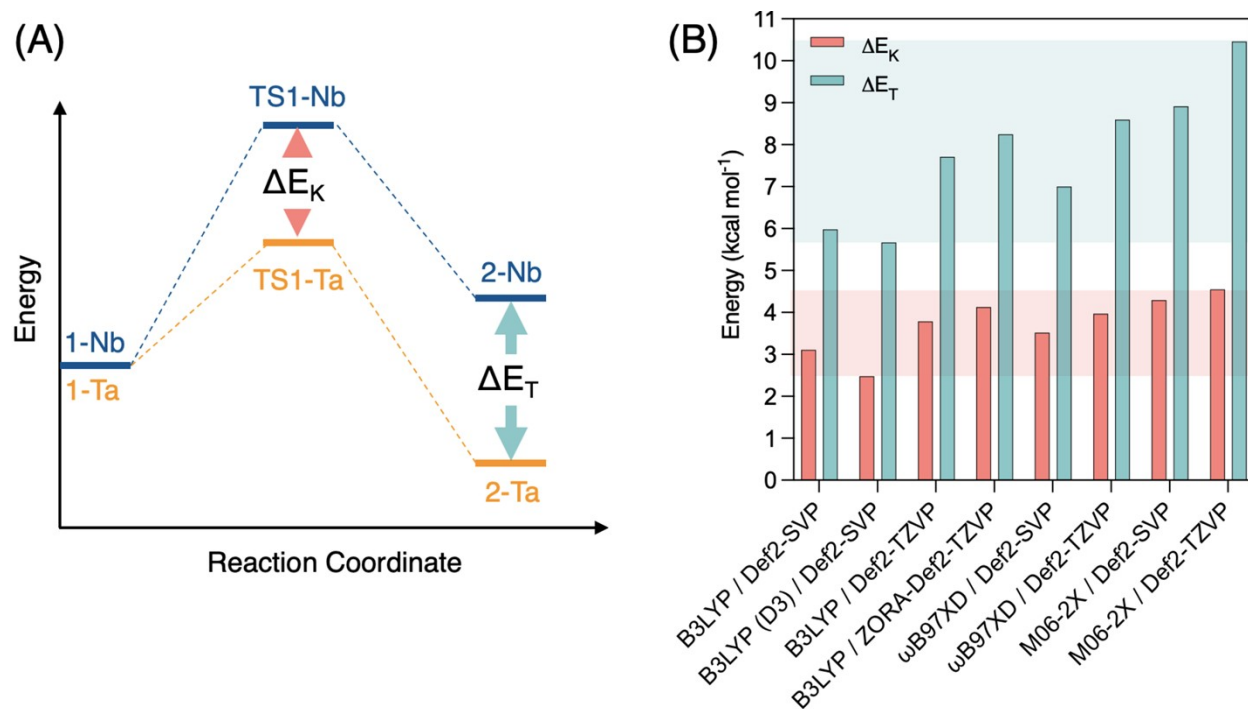 (A)
Energy
TS1-Nb
ΔE_K
TS1-Ta
1-Nb
1-Ta
2-Nb
ΔE_T
2-Ta
Reaction Coordinate
(B)
Energy (kcal mol⁻¹)
ΔE_K
ΔE_T
11
10
9
8
7
6
5
4
3
2
1
0
B3LYP / Def2-SVP
B3LYP (D3) / Def2-SVP
B3LYP / Def2-TZVP
B3LYP / ZORA-Def2-TZVP
ωB97XD / Def2-SVP
ωB97XD / Def2-TZVP
M06-2X / Def2-SVP
M06-2X / Def2-TZVP